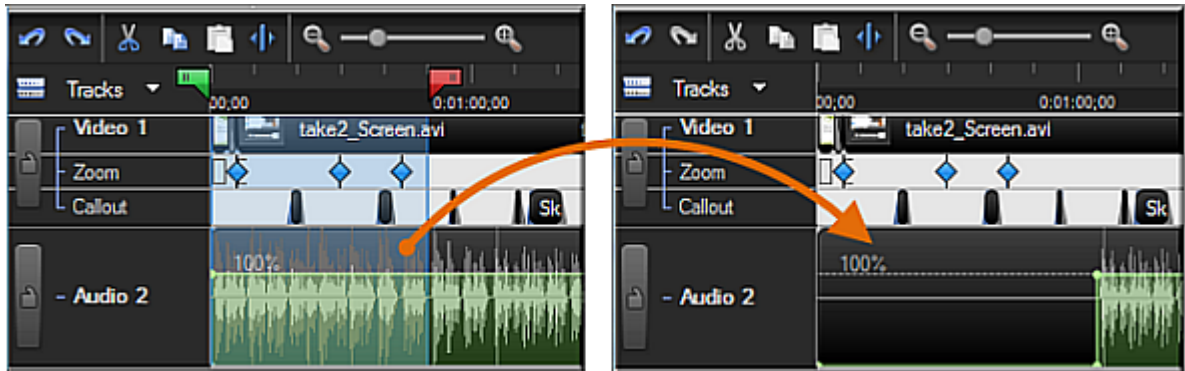 Tracks
00;00 0:01:00;00
Video 1 take2_Screen.avi
Zoom
Callout Sk
100%
Audio 2
Tracks
00;00 0:01:00;00
Video 1 take2_Screen.avi
Zoom
Callout Sk
100%
Audio 2